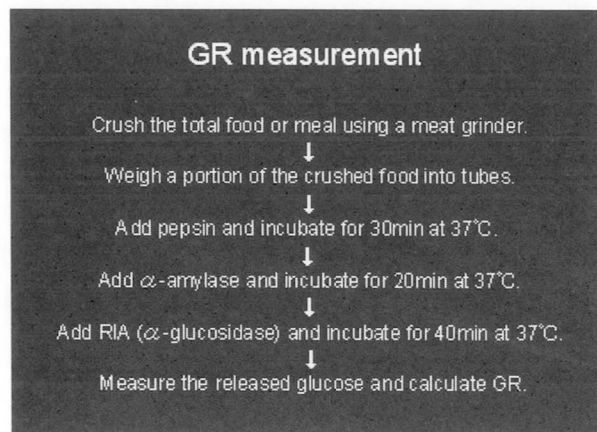 GR measurement
Crush the total food or meal using a meat grinder.
↓
Weigh a portion of the crushed food into tubes.
↓
Add pepsin and incubate for 30min at 37℃.
↓
Add α-amylase and incubate for 20min at 37℃.
↓
Add RIA (α-glucosidase) and incubate for 40min at 37℃.
↓
Measure the released glucose and calculate GR.